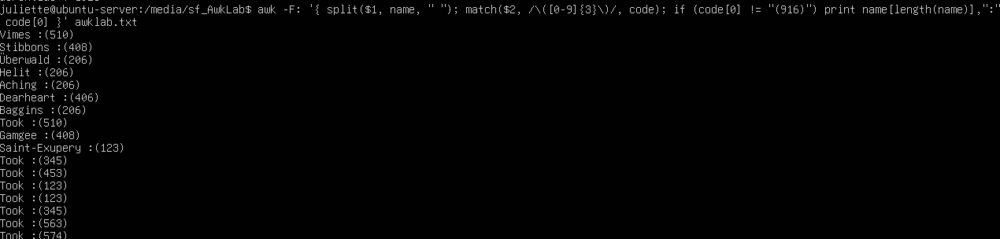 juliette@ubuntu-server:/media/sf_AwkLab$ awk -F: '{ split($1, name, " "); match($2, /\([0-9]{3}\)/, code); if (code[0] != "(916)") print name[length(name)],":"
code[0] }' awklab.txt
Vimes :(510)
Stibbons :(408)
Überwald :(206)
Helit :(206)
Aching :(206)
Dearheart :(406)
Baggins :(206)
Took :(510)
Gamgee :(408)
Saint-Exupery :(123)
Took :(345)
Took :(453)
Took :(123)
Took :(123)
Took :(345)
Took :(563)
Took :(574)